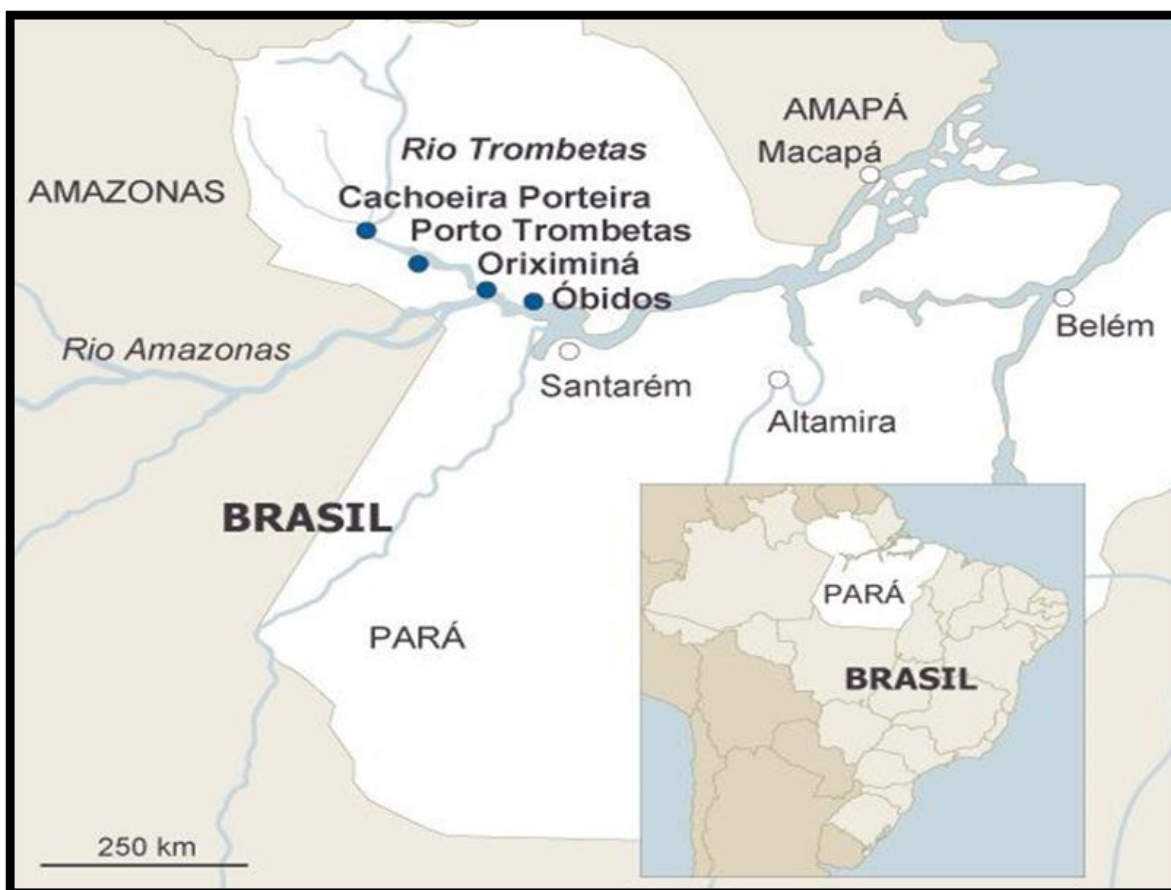 AMAPÁ
Macapá
Rio Trombetas
AMAZONAS
Cachoeira Porteira
Porto Trombetas
Oriximiná
Óbidos
Belém
Rio Amazonas
Santarém
Altamira
BRASIL
PARÁ
PARÁ
BRASIL
250 km